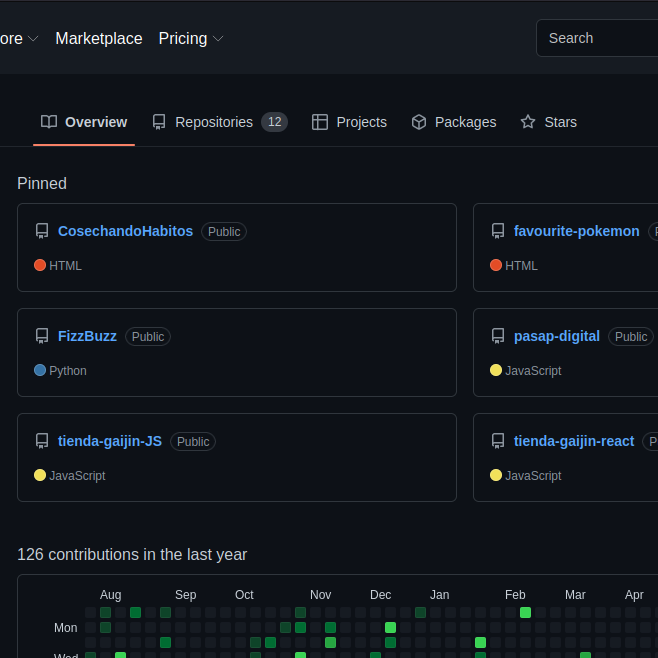 ore Marketplace Pricing Search
Overview Repositories 12 Projects Packages Stars
Pinned
CosechandoHabitos Public favourite-pokemon
HTML HTML
FizzBuzz Public pasap-digital Public
Python JavaScript
tienda-gaijin-JS Public tienda-gaijin-react
JavaScript JavaScript
126 contributions in the last year
Aug Sep Oct Nov Dec Jan Feb Mar Apr
Mon
Wed